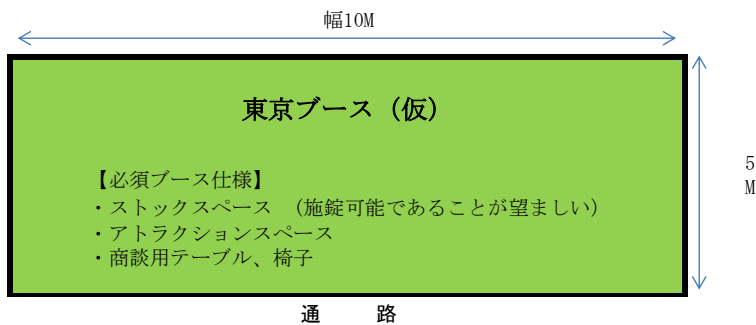 幅10M
東京ブース（仮）
5
M
【必須ブース仕様】
・ストックスペース　（施錠可能であることが望ましい）
・アトラクションスペース
・商談用テーブル、椅子
通　　路